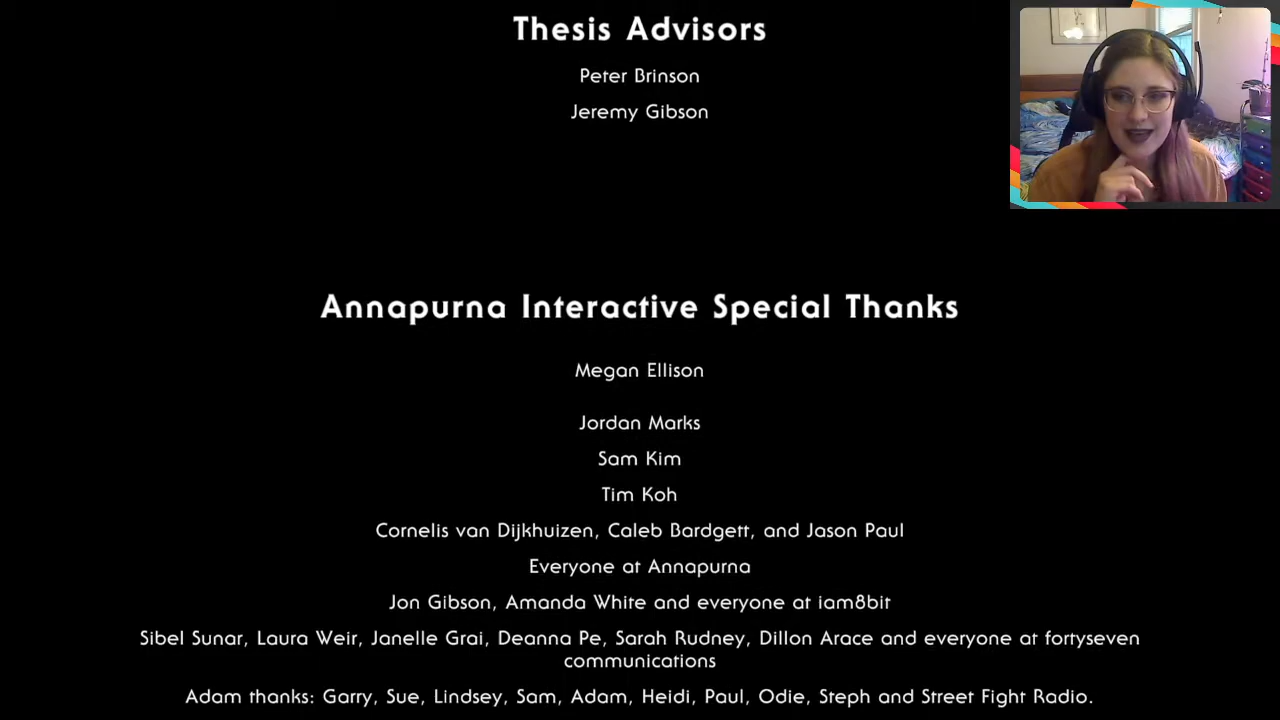 Thesis Advisors
Peter Brinson
Jeremy Gibson
Annapurna Interactive Special Thanks
Megan Ellison
Jordan Marks
Sam Kim
Tim Koh
Cornelis van Dijkhuizen, Caleb Bardgett, and Jason Paul
Everyone at Annapurna
Jon Gibson, Amanda White and everyone at iam8bit
Sibel Sunar, Laura Weir, Janelle Grai, Deanna Pe, Sarah Rudney, Dillon Arace and everyone at fortyseven
communications
Adam thanks: Garry, Sue, Lindsey, Sam, Adam, Heidi, Paul, Odie, Steph and Street Fight Radio.